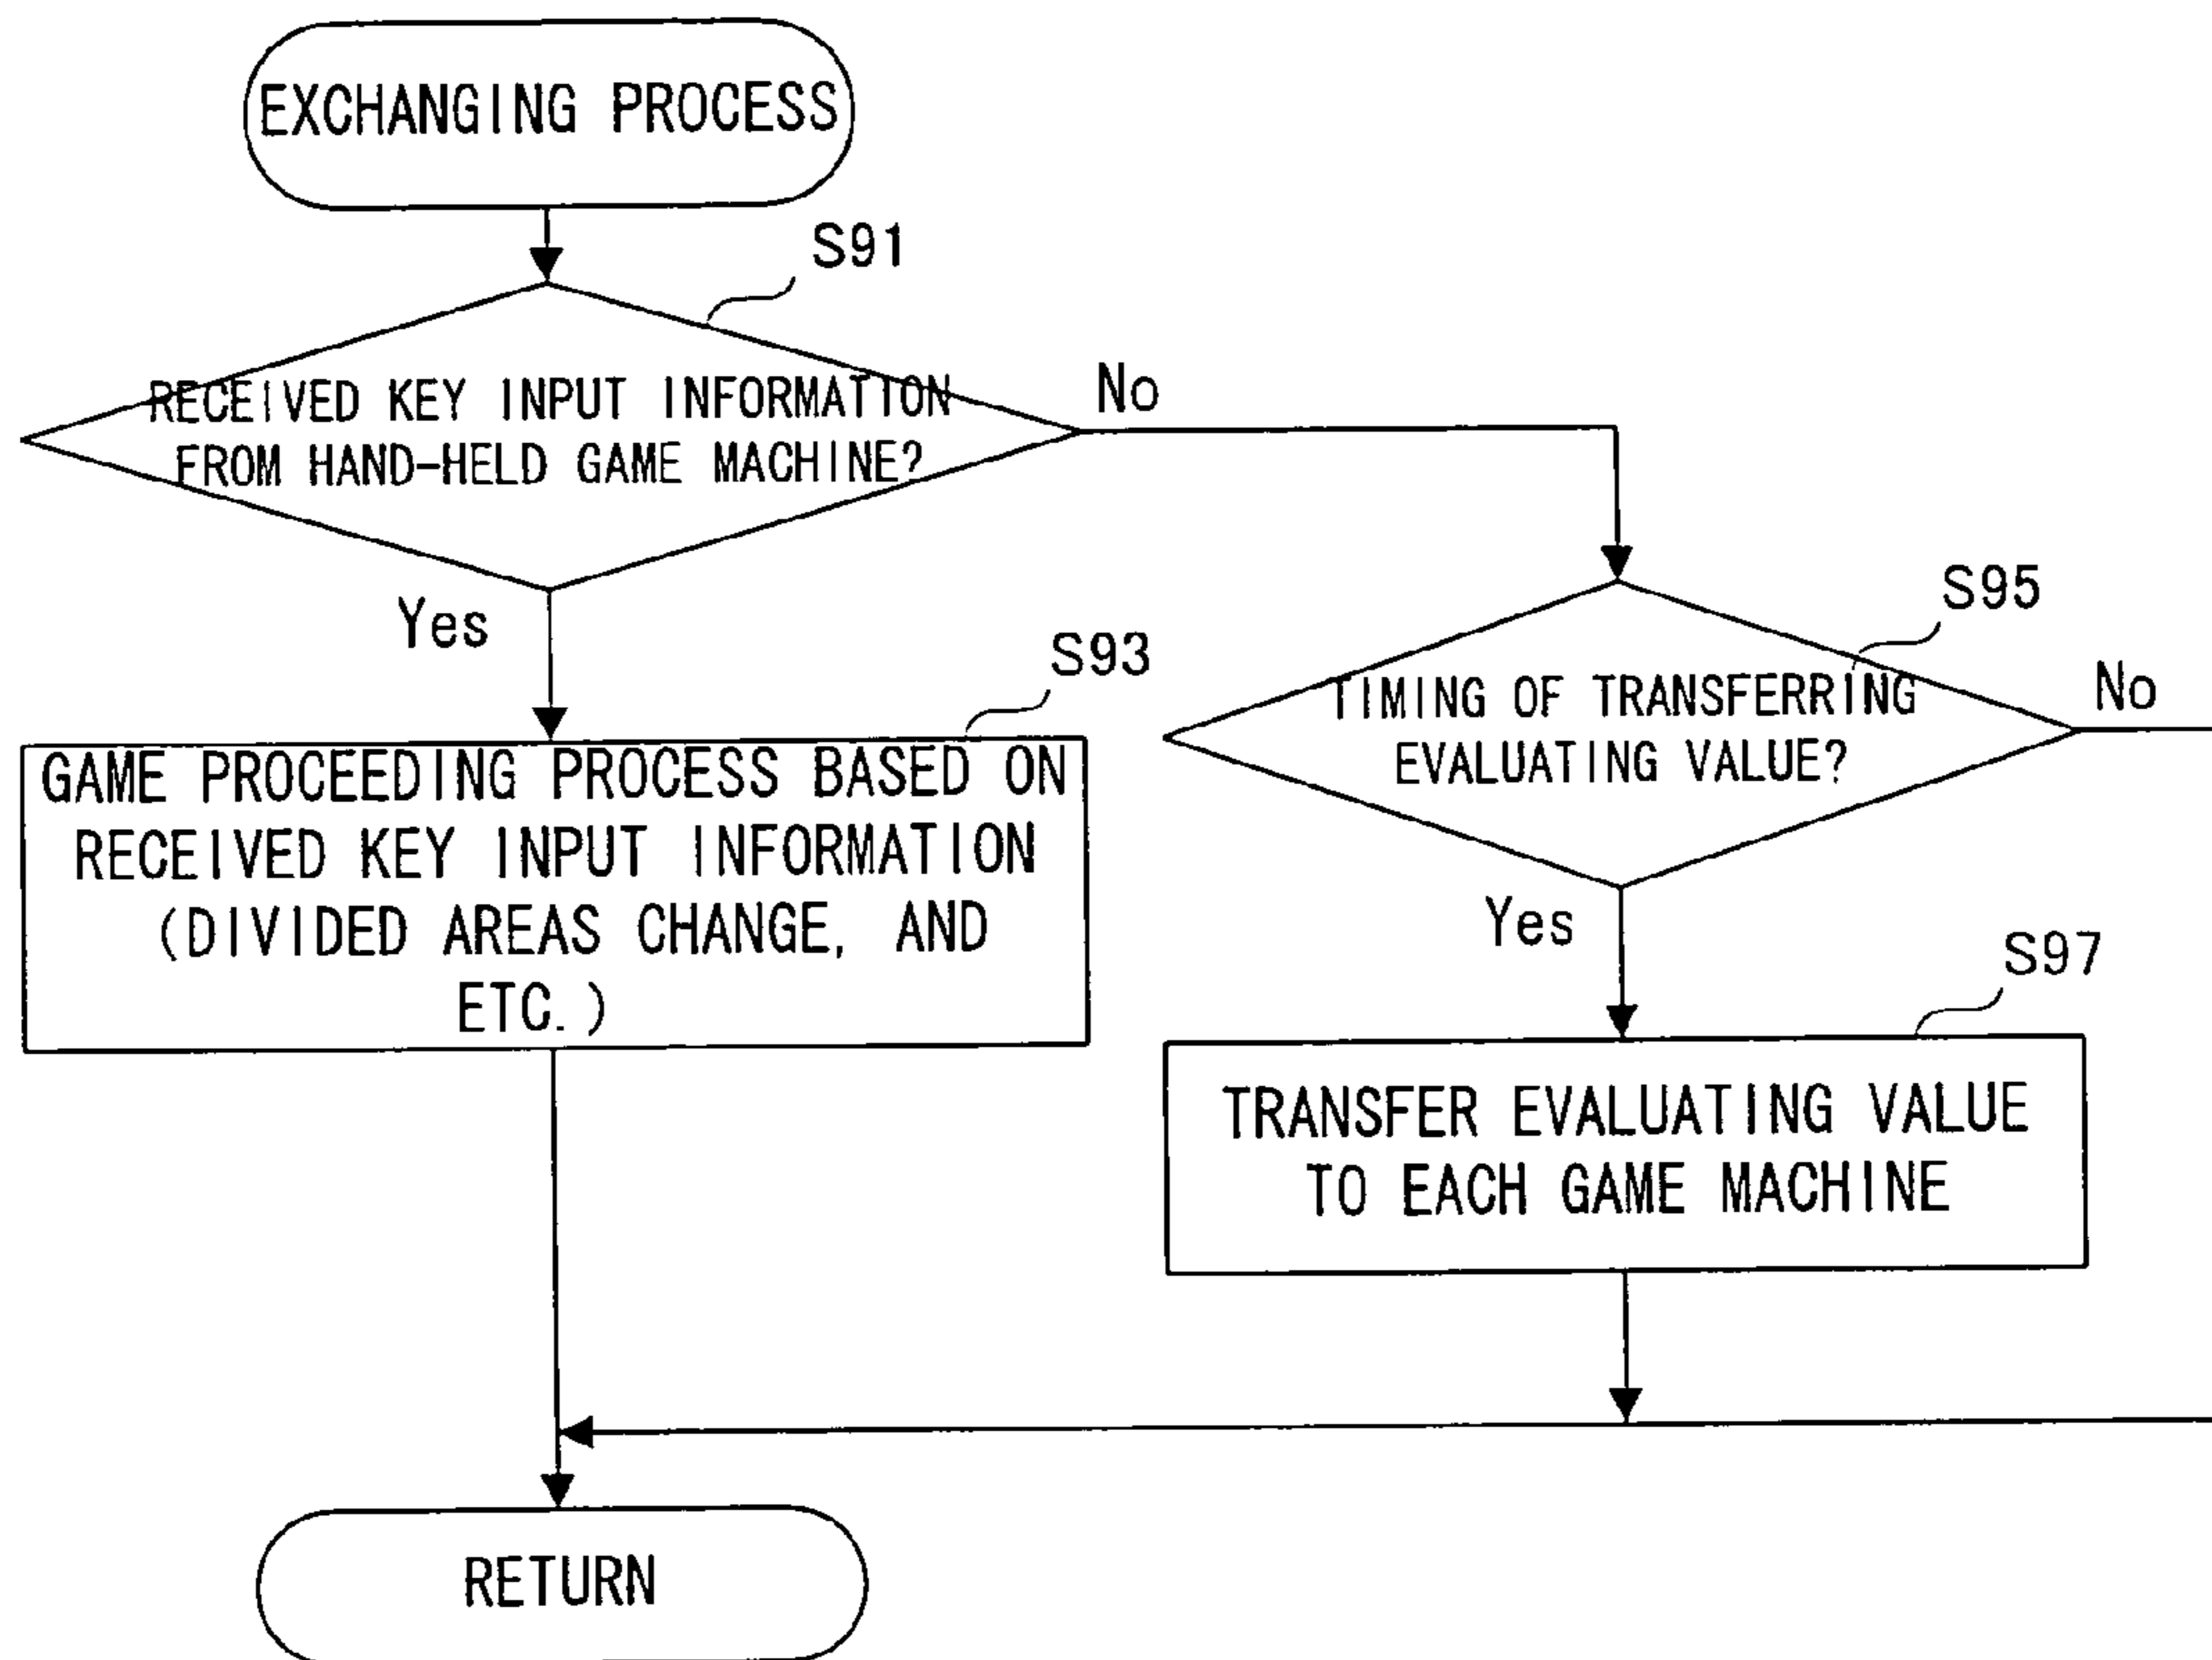 EXCHANGING PROCESS
S91
RECEIVED KEY INPUT INFORMATION
FROM HAND-HELD GAME MACHINE?
No
Yes
S93
GAME PROCEEDING PROCESS BASED ON
RECEIVED KEY INPUT INFORMATION
(DIVIDED AREAS CHANGE, AND
ETC.)
S95
TIMING OF TRANSFERRING
EVALUATING VALUE?
No
Yes
S97
TRANSFER EVALUATING VALUE
TO EACH GAME MACHINE
RETURN